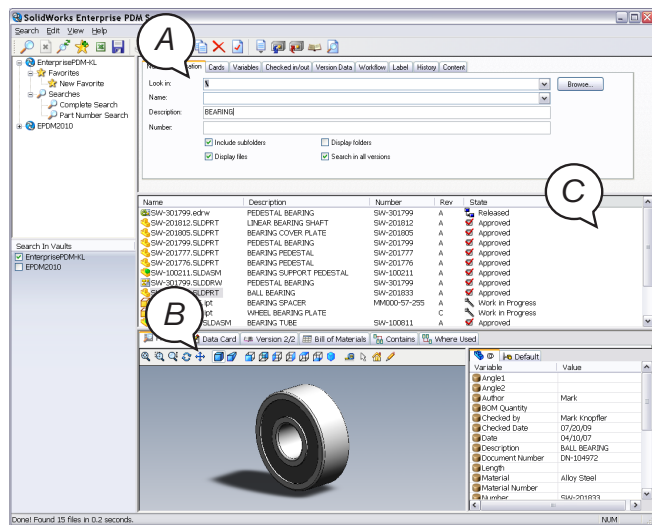 SolidWorks Enterprise PDM S
Search Edit View Help
A
EnterprisePDM-KL
Favorites
New Favorite
Searches
Complete Search
Part Number Search
EPDM2010
Cards Variables Checked in/out Version Data Workflow Label History Content
Look in: \ Browse...
Name:
Description: BEARING
Number:
Include subfolders Display folders
Display files Search in all versions
C
Name Description Number Rev State
SW-301799.edrw PEDESTAL BEARING SW-301799 A Released
SW-201812.SLDPRT LINEAR BEARING SHAFT SW-201812 A Approved
SW-201805.SLDPRT BEARING COVER PLATE SW-201805 A Approved
SW-201799.SLDPRT PEDESTAL BEARING SW-201799 A Approved
SW-201777.SLDPRT BEARING PEDESTAL SW-201777 A Approved
SW-201776.SLDPRT BEARING PEDESTAL SW-201776 A Approved
SW-100211.SLDASM BEARING SUPPORT PEDESTAL SW-100211 A Approved
SW-301799.SLDDRW PEDESTAL BEARING SW-301799 A Approved
.SLDPRT BALL BEARING SW-201833 A Approved
.ipt BEARING SPACER MM000-57-255 A Work in Progress
ipt WHEEL BEARING PLATE C Work in Progress
.SLDASM BEARING TUBE SW-100811 A Approved
Search In Vaults
EnterprisePDM-KL
EPDM2010
B
Data Card Version 2/2 Bill of Materials Contains Where Used
Default
Variable Value
Angle1
Angle2
Author Mark
BOM Quantity
Checked by Mark Knopfler
Checked Date 07/20/09
Date 04/10/07
Description BALL BEARING
Document Number DN-104972
Length
Material Alloy Steel
Material Number
Number SW-201833
Done! Found 15 files in 0.2 seconds. NUM